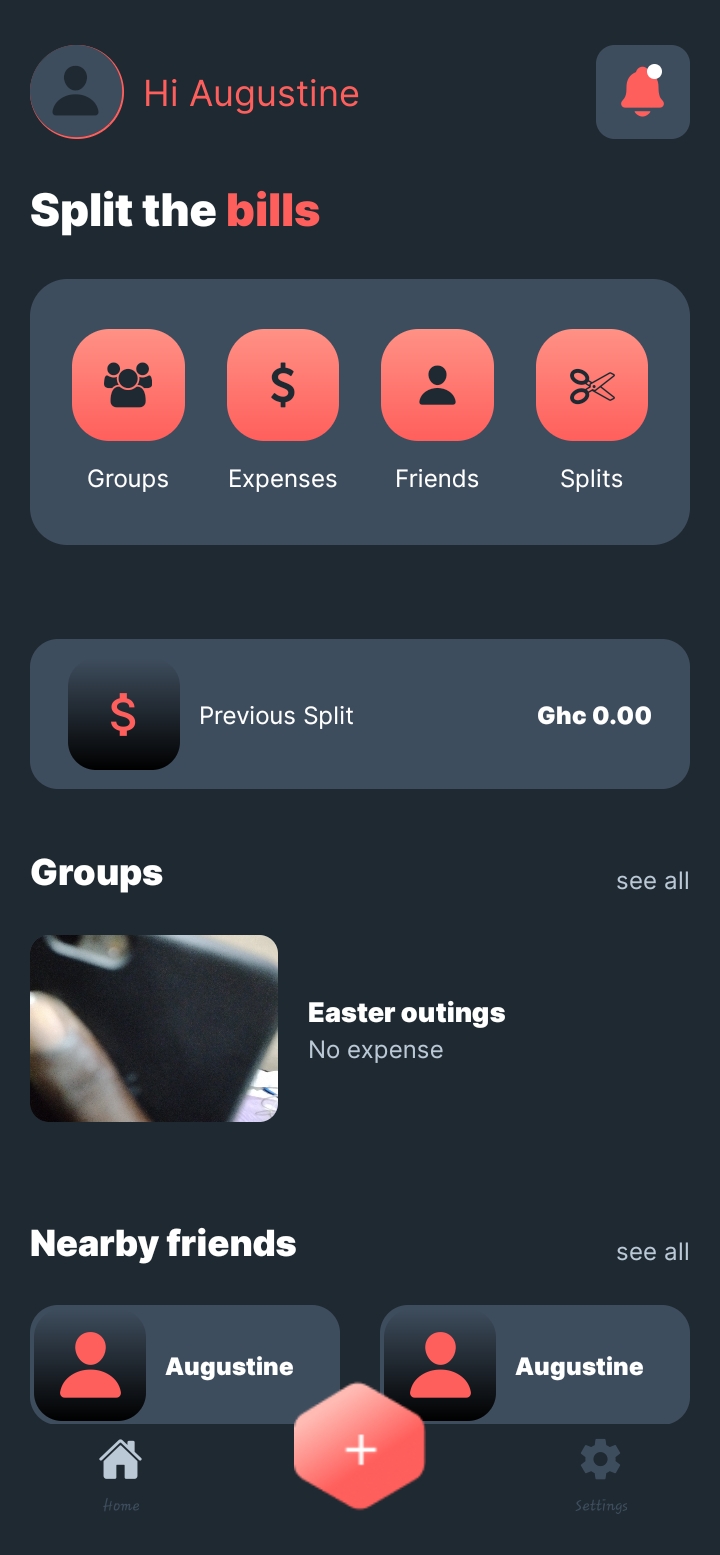 Hi Augustine
Split the bills
Groups
Expenses
Friends
Splits
Previous Split
Ghc 0.00
Groups
see all
Easter outings
No expense
Nearby friends
see all
Augustine
Augustine
Home
Settings